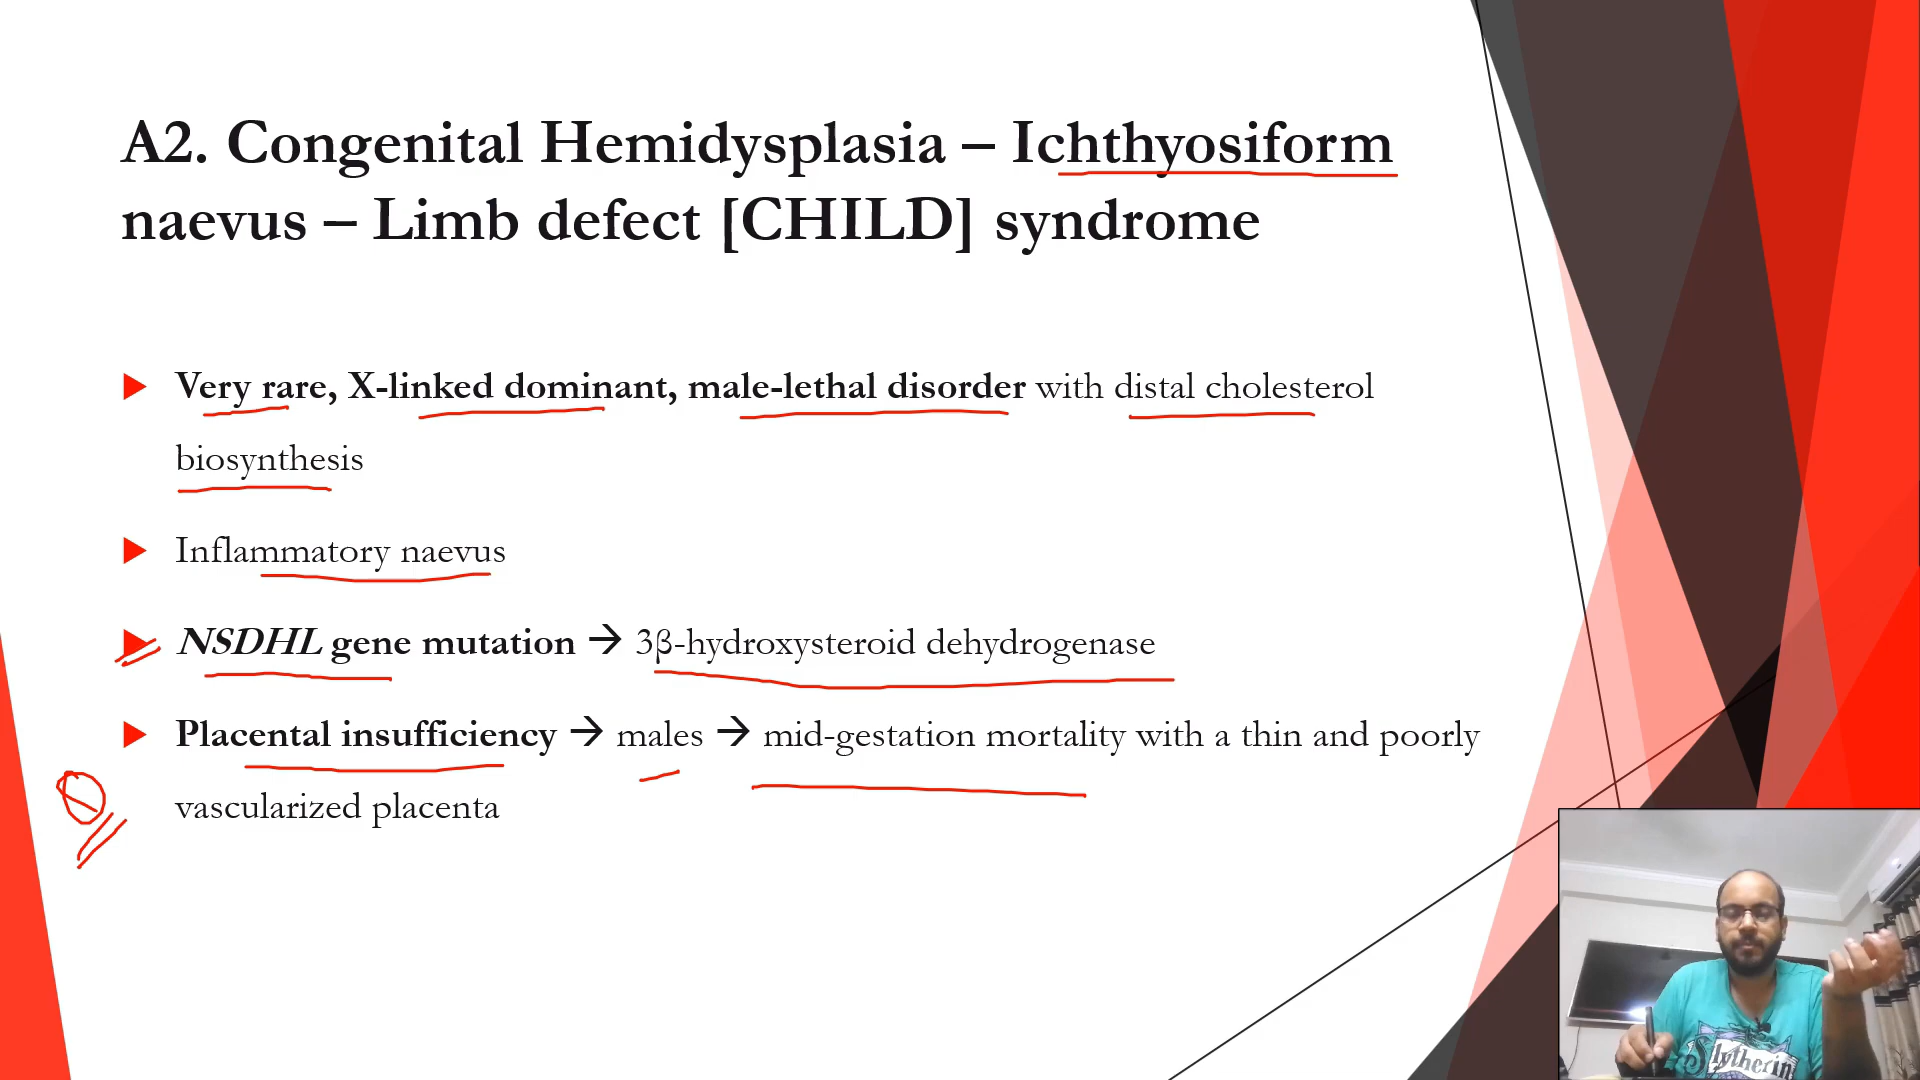 A2. Congenital Hemidysplasia – Ichthyosiform
naevus – Limb defect [CHILD] syndrome
Very rare, X-linked dominant, male-lethal disorder with distal cholesterol
biosynthesis
Inflammatory naevus
NSDHL gene mutation → 3β-hydroxysteroid dehydrogenase
Placental insufficiency → males → mid-gestation mortality with a thin and poorly
vascularized placenta
Slytherin